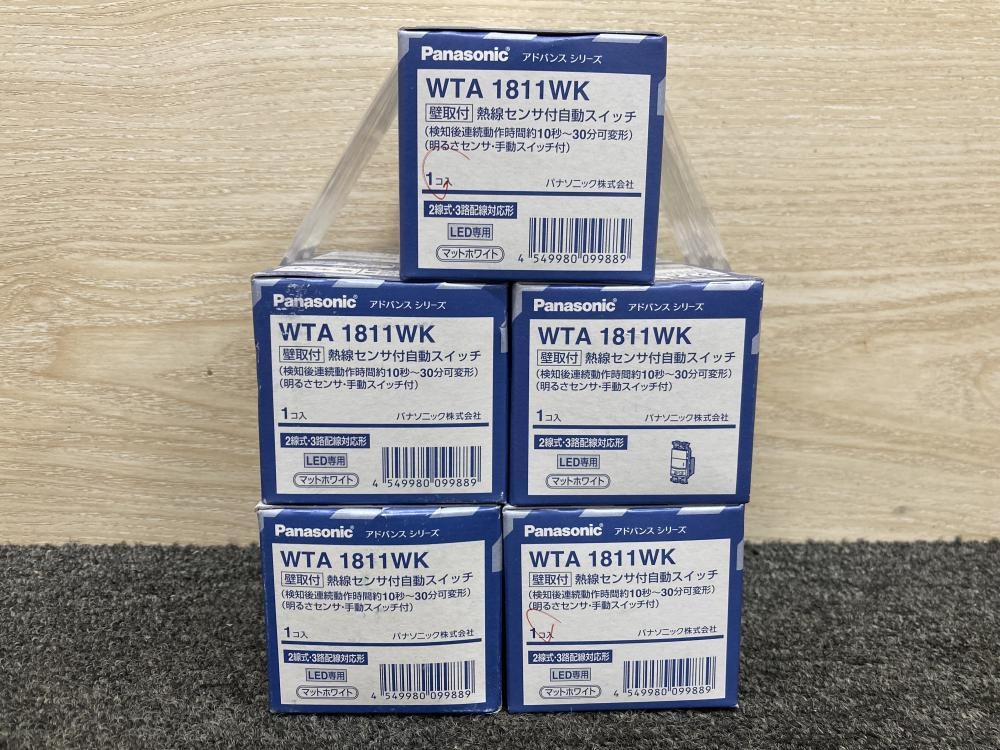 Panasonic アドバンス シリーズ
WTA 1811WK
壁取付 熱線センサ付自動スイッチ
(検知後連続動作時間約10秒〜30分可変形)
(明るさセンサ・手動スイッチ付)
1コ入 パナソニック株式会社
2線式・3路配線対応形
LED専用
マットホワイト
4 549980 099889
Panasonic アドバンス シリーズ
WTA 1811WK
壁取付 熱線センサ付自動スイッチ
(検知後連続動作時間約10秒〜30分可変形)
(明るさセンサ・手動スイッチ付)
1コ入 パナソニック株式会社
2線式・3路配線対応形
LED専用
マットホワイト
4 549980 099889
Panasonic アドバンス シリーズ
WTA 1811WK
壁取付 熱線センサ付自動スイッチ
(検知後連続動作時間約10秒〜30分可変形)
(明るさセンサ・手動スイッチ付)
1コ入 パナソニック株式会社
2線式・3路配線対応形
LED専用
マットホワイト
Panasonic アドバンス シリーズ
WTA 1811WK
壁取付 熱線センサ付自動スイッチ
(検知後連続動作時間約10秒〜30分可変形)
(明るさセンサ・手動スイッチ付)
1コ入 パナソニック株式会社
2線式・3路配線対応形
LED専用
マットホワイト
4 549980 099889
Panasonic アドバンス シリーズ
WTA 1811WK
壁取付 熱線センサ付自動スイッチ
(検知後連続動作時間約10秒〜30分可変形)
(明るさセンサ・手動スイッチ付)
1コ入 パナソニック株式会社
2線式・3路配線対応形
LED専用
マットホワイト
4 549980 099889